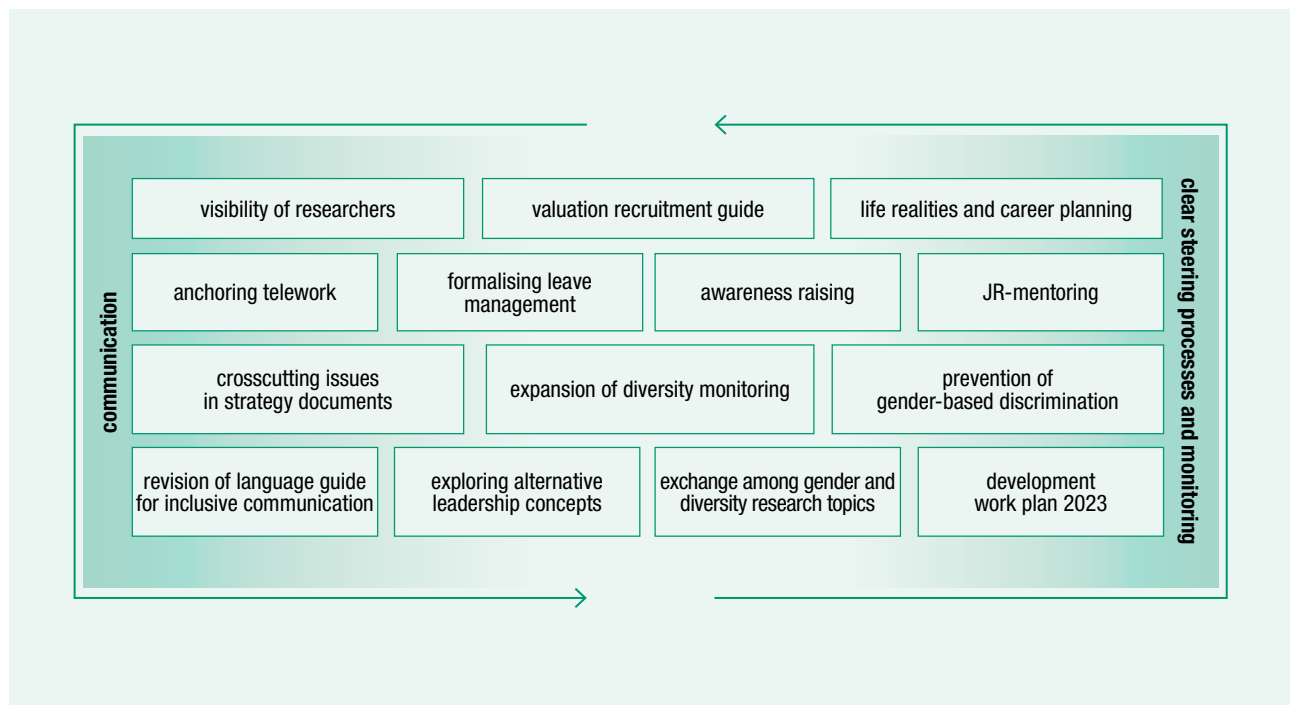 visibility of researchers
valuation recruitment guide
life realities and career planning
anchoring telework
formalising leave
management
awareness raising
JR-mentoring
crosscutting issues
in strategy documents
expansion of diversity monitoring
prevention of
gender-based discrimination
revision of language guide
for inclusive communication
exploring alternative
leadership concepts
exchange among gender and
diversity research topics
development
work plan 2023
communication
clear steering processes and monitoring